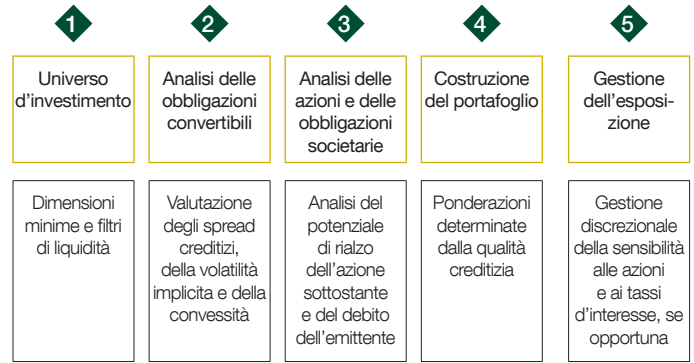 1
2
3
4
5
Universo
d'investimento
Analisi delle
obbligazioni
convertibili
Analisi delle
azioni e delle
obbligazioni
societarie
Costruzione
del portafoglio
Gestione
dell'esposi-
zione
Dimensioni
minime e filtri
di liquidità
Valutazione
degli spread
creditizi,
della volatilità
implicita e della
convessità
Analisi del
potenziale
di rialzo
dell'azione
sottostante
e del debito
dell'emittente
Ponderazioni
determinate
dalla qualità
creditizia
Gestione
discrezionale
della sensibilità
alle azioni
e ai tassi
d'interesse, se
opportuna